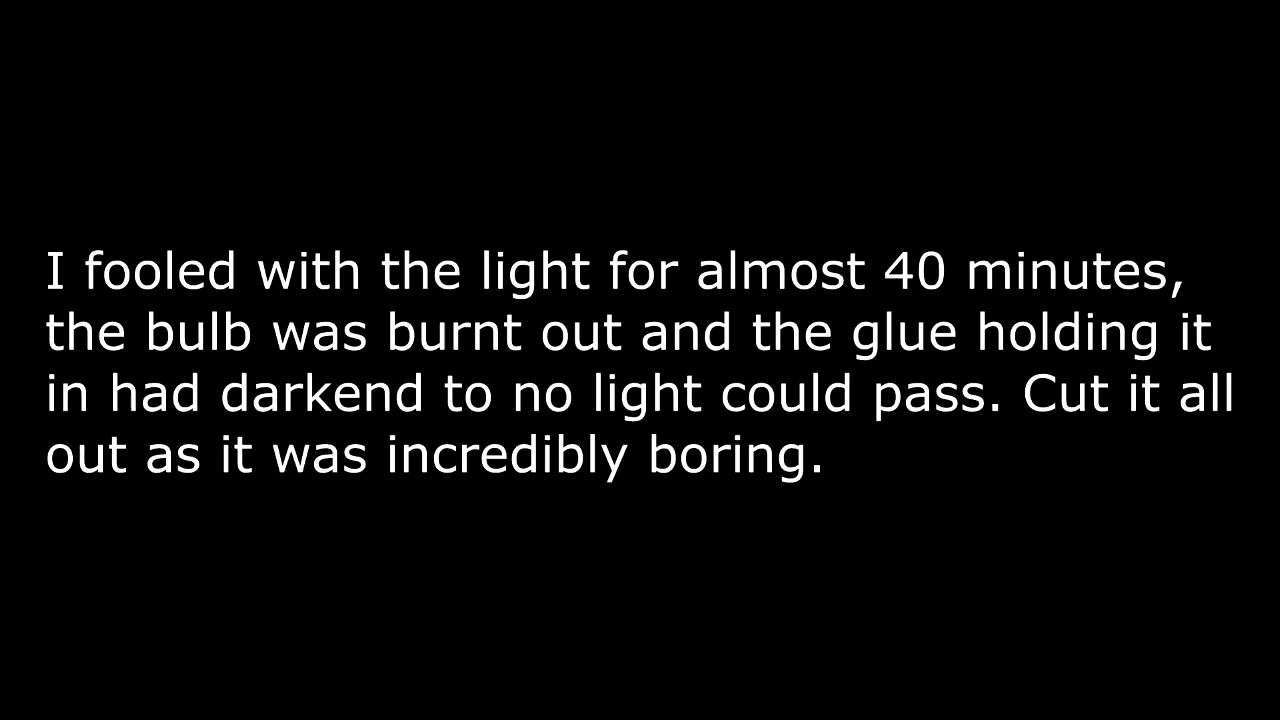 I fooled with the light for almost 40 minutes,
the bulb was burnt out and the glue holding it
in had darkend to no light could pass. Cut it all
out as it was incredibly boring.